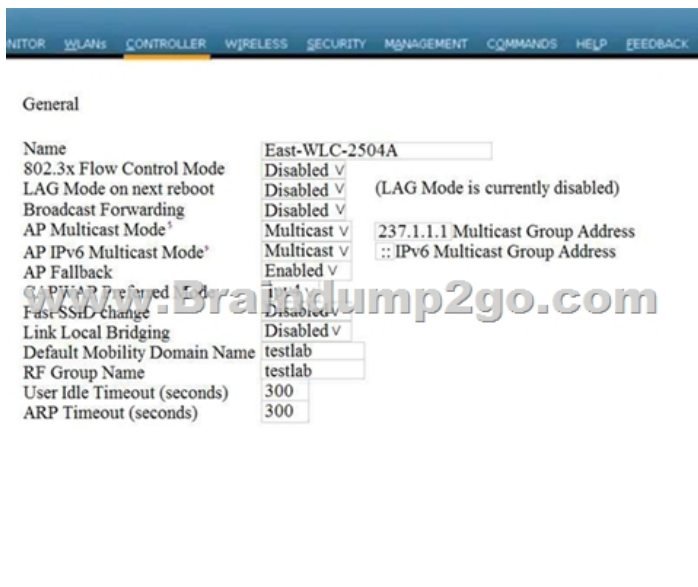 NITOR WLANs CONTROLLER WIRELESS SECURITY MANAGEMENT COMMANDS HELP FEEDBACK
General
Name East-WLC-2504A
802.3x Flow Control Mode Disabled V
LAG Mode on next reboot Disabled V (LAG Mode is currently disabled)
Broadcast Forwarding Disabled V
AP Multicast Mode Multicast V 237.1.1.1 Multicast Group Address
AP IPv6 Multicast Mode Multicast V :: IPv6 Multicast Group Address
AP Fallback Enabled V
CAPWAP Preferred Mode
www.Braindump2go.com
Fast SSID change Disabled V
Link Local Bridging Disabled V
Default Mobility Domain Name testlab
RF Group Name testlab
User Idle Timeout (seconds) 300
ARP Timeout (seconds) 300